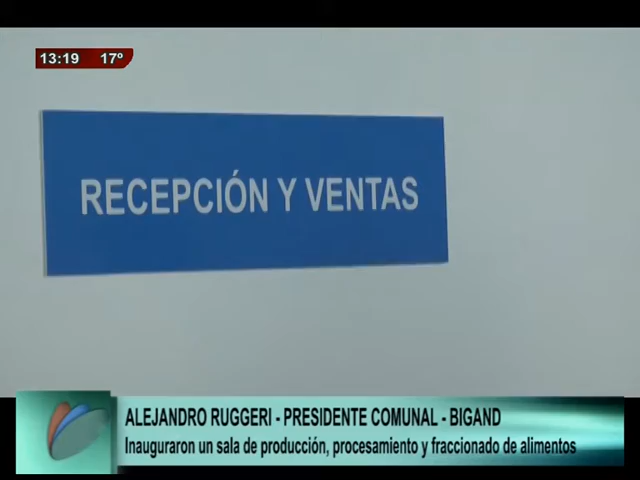 13:19 17º
RECEPCIÓN Y VENTAS
ALEJANDRO RUGGERI - PRESIDENTE COMUNAL - BIGAND
Inauguraron un sala de producción, procesamiento y fraccionado de alimentos